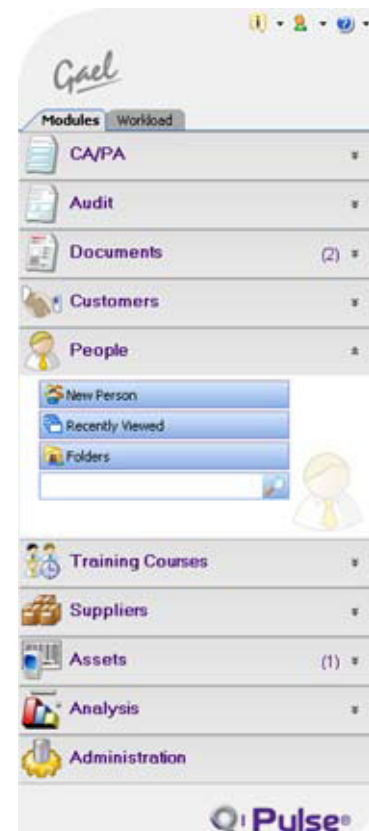 Gael
Modules Workload
CA/PA
Audit
Documents (2)
Customers
People
New Person
Recently Viewed
Folders
Training Courses
Suppliers
Assets (1)
Analysis
Administration
Q Pulse®